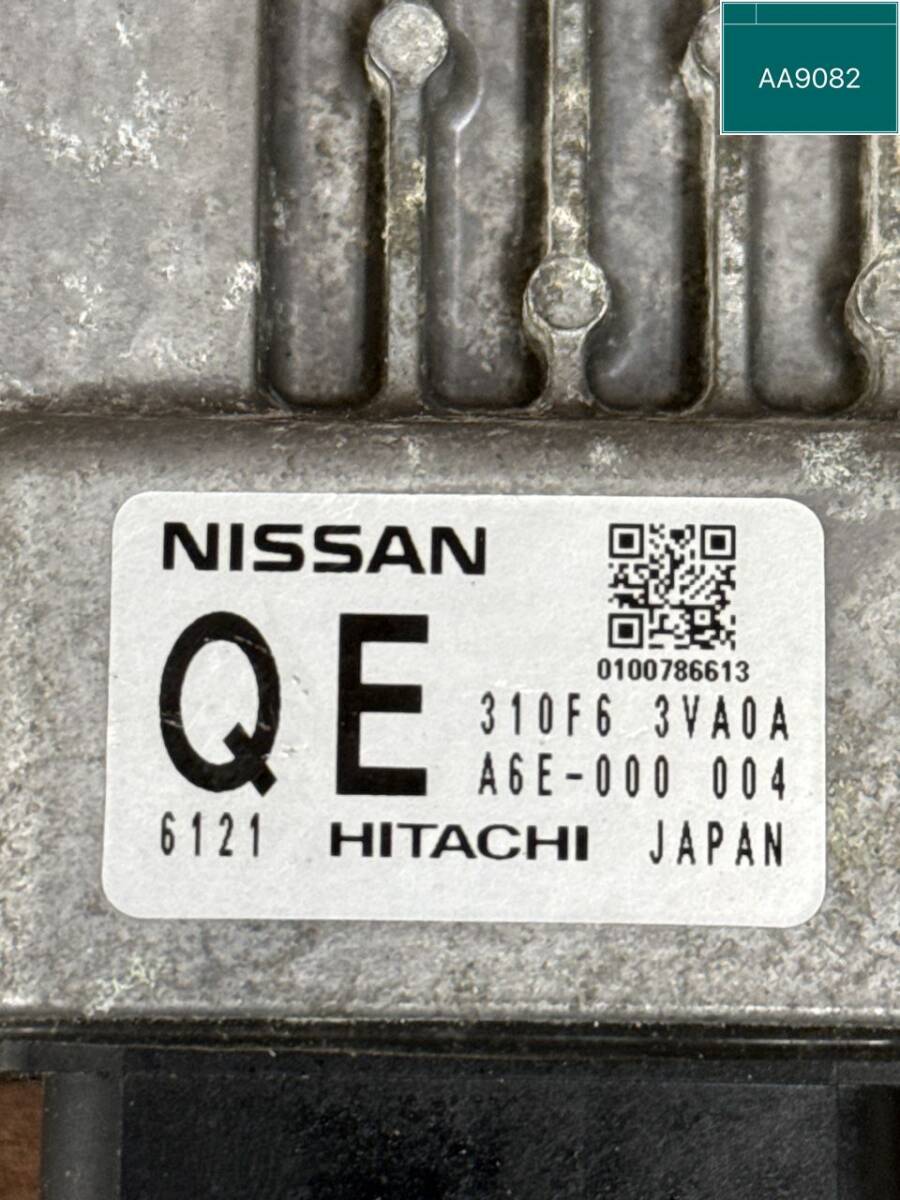 AA9082
NISSAN
0100786613
QE
310F6 3VA0A
A6E-000 004
6121 HITACHI JAPAN